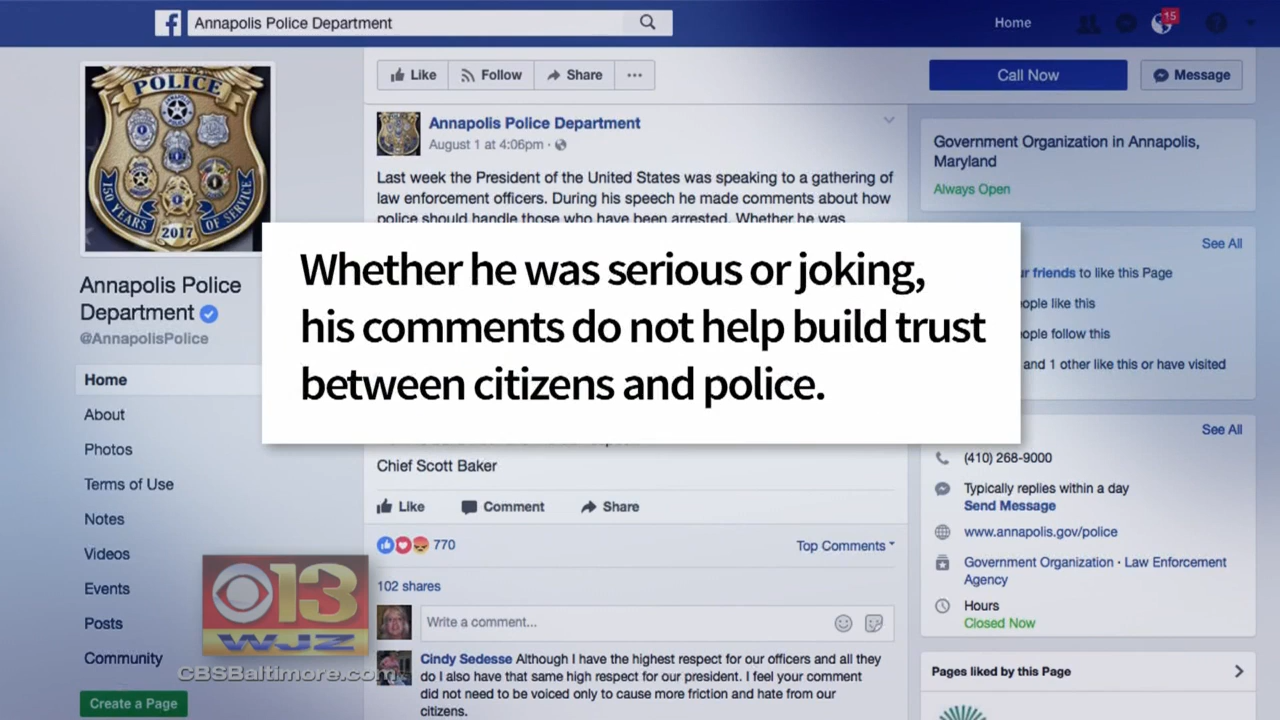 Annapolis Police Department
Home
15
POLICE
150 YEARS OF SERVICE
2017
Annapolis Police
Department
@AnnapolisPolice
Home
About
Photos
Terms of Use
Notes
Videos
Events
Posts
Community
Create a Page
Like
Follow
Share
Annapolis Police Department
August 1 at 4:06pm ·
Last week the President of the United States was speaking to a gathering of
law enforcement officers. During his speech he made comments about how
police should handle those who have been arrested. Whether he was
Whether he was serious or joking,
his comments do not help build trust
between citizens and police.
Chief Scott Baker
Like Comment Share
770
Top Comments
102 shares
Write a comment...
Cindy Sedesse Although I have the highest respect for our officers and all they
do I also have that same high respect for our president. I feel your comment
did not need to be voiced only to cause more friction and hate from our
citizens.
Call Now
Message
Government Organization in Annapolis,
Maryland
Always Open
See All
friends to like this Page
like this
follow this
and 1 other like this or have visited
See All
(410) 268-9000
Typically replies within a day
Send Message
www.annapolis.gov/police
Government Organization · Law Enforcement
Agency
Hours
Closed Now
Pages liked by this Page
13
WJZ
CBSBaltimore.com